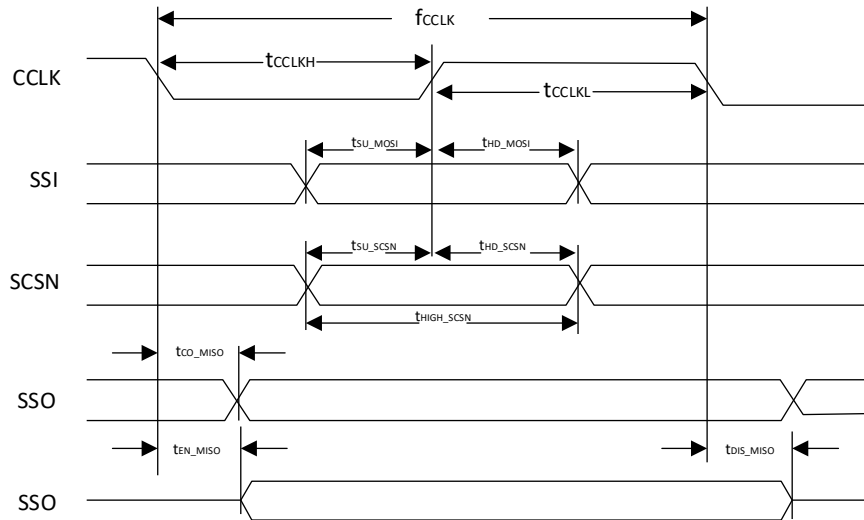 fCCLK
CCLK
tCCLKH
tCCLKL
tSU_MOSI
tHD_MOSI
SSI
tSU_SCSN
tHD_SCSN
SCSN
tHIGH_SCSN
tCO_MISO
SSO
tEN_MISO
tDIS_MISO
SSO